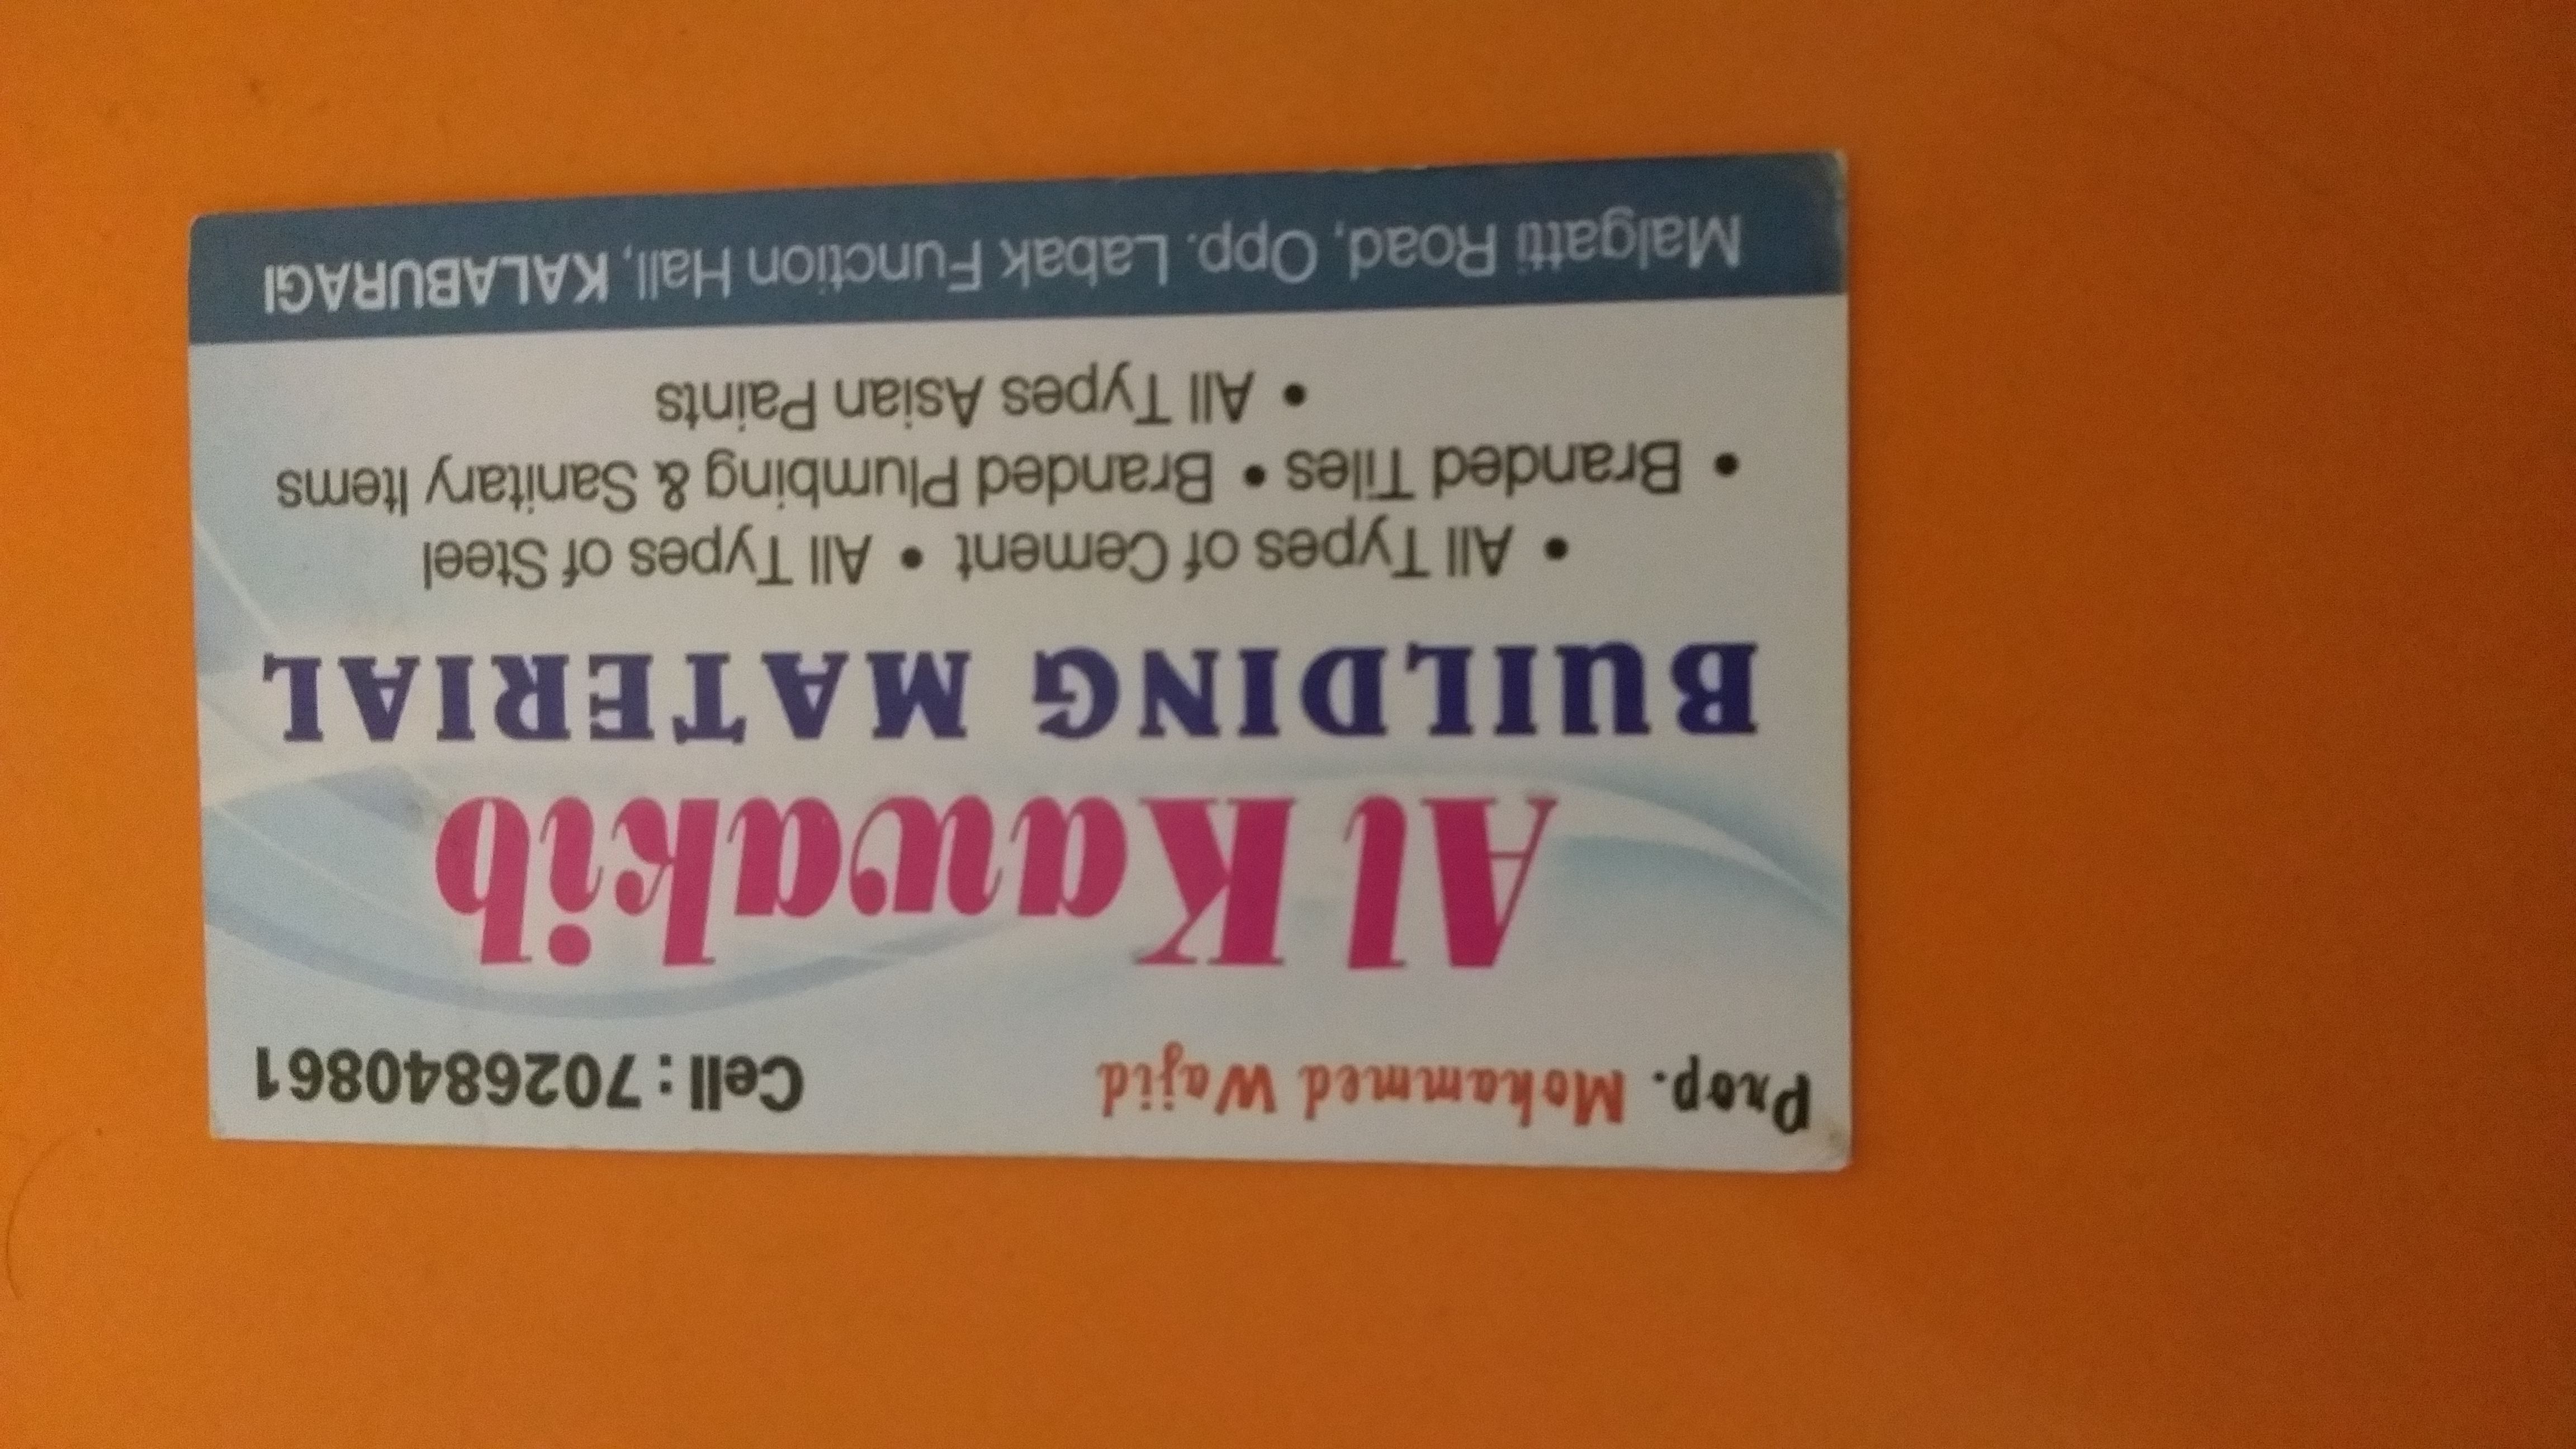 Prop. Mohammed Wajid Cell : 7026840861
Al Kawakib
BUILDING MATERIAL
• All Types of Cement • All Types of Steel
• Branded Tiles • Branded Plumbing & Sanitary Items
• All Types Asian Paints
Malgatti Road, Opp. Labak Function Hall, KALABURAGI